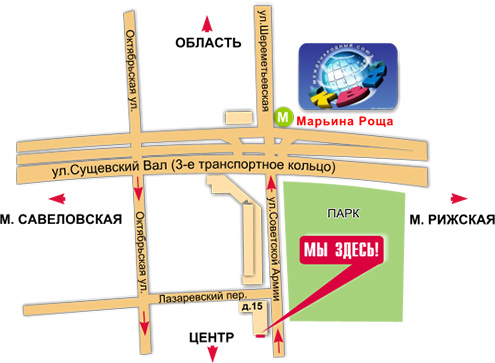 Октябрьская ул.
ОБЛАСТЬ
ул.Шереметьевская
МЕЖДУНАРОДНЫЙ СОЮЗ
М
Марьина Роща
ул.Сущевский Вал (3-е транспортное кольцо)
М. САВЕЛОВСКАЯ
Октябрьская ул.
ул.Советской Армии
ПАРК
М. РИЖСКАЯ
МЫ ЗДЕСЬ!
Лазаревский пер.
д.15
ЦЕНТР